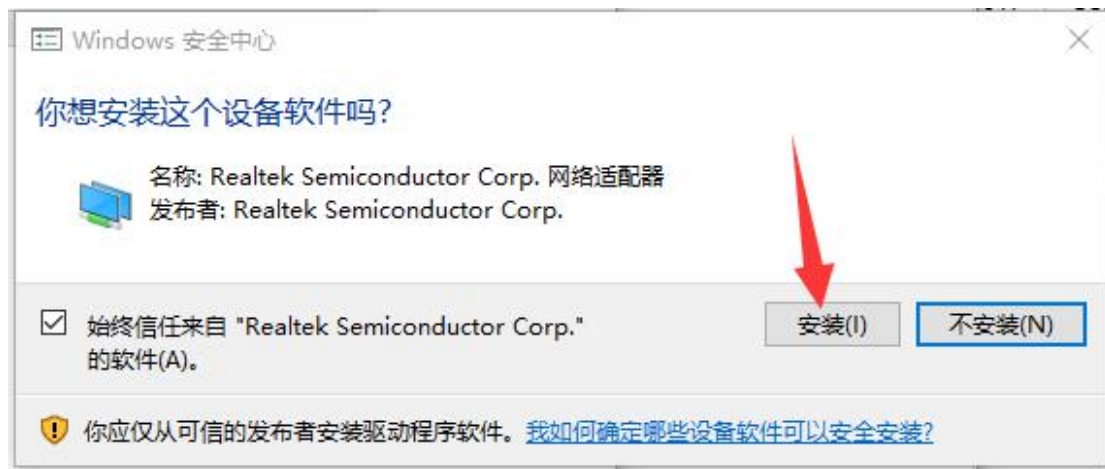 Windows 安全中心
你想安装这个设备软件吗?
名称: Realtek Semiconductor Corp. 网络适配器
发布者: Realtek Semiconductor Corp.
始终信任来自 "Realtek Semiconductor Corp."
的软件(A)。
安装(I)
不安装(N)
你应仅从可信的发布者安装驱动程序软件。我如何确定哪些设备软件可以安全安装?